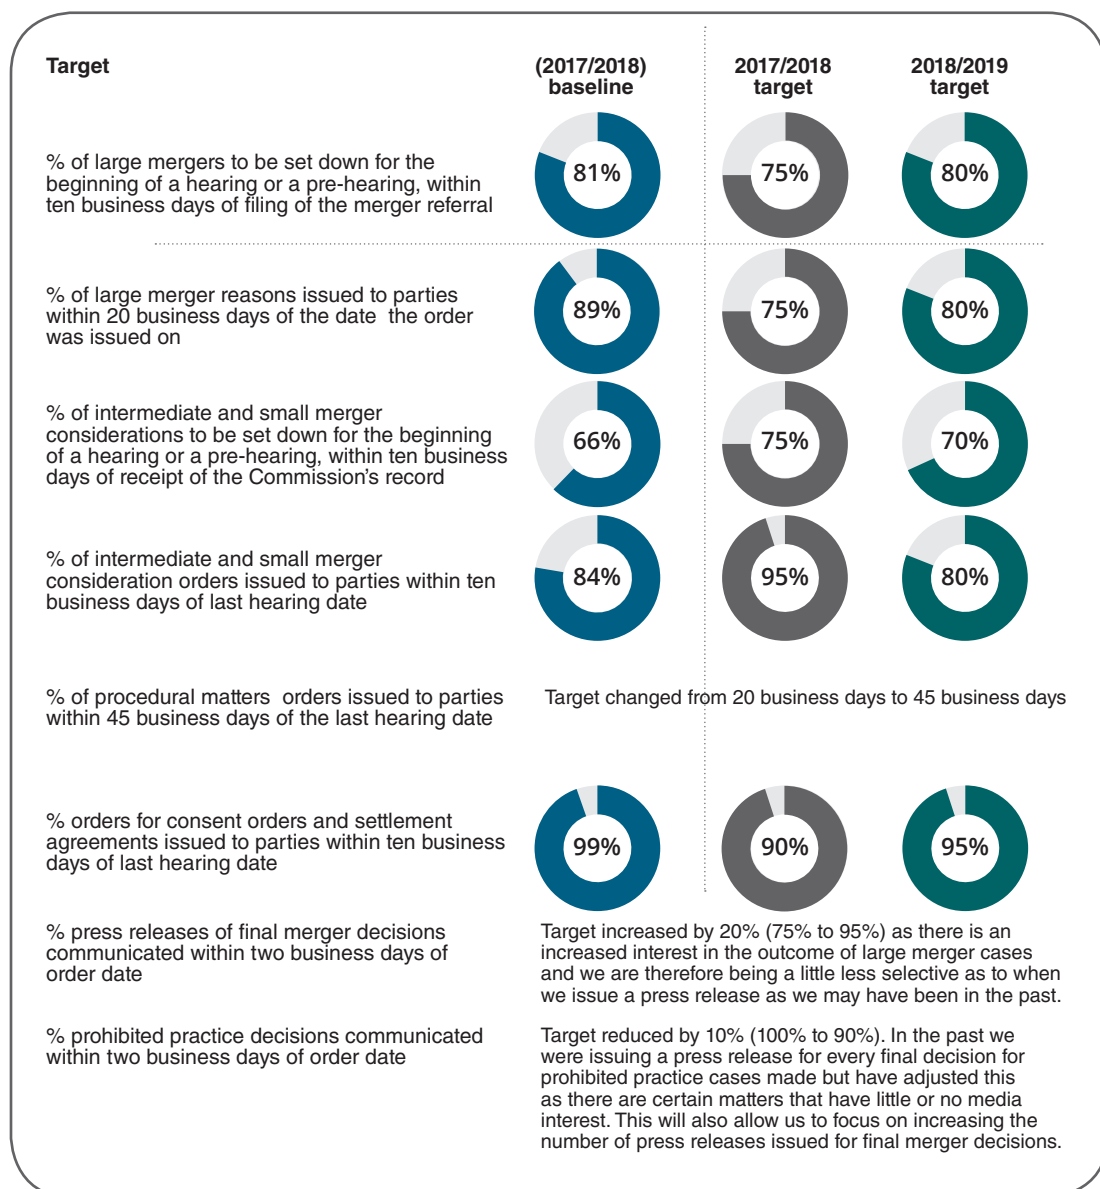 Target
(2017/2018)
baseline
2017/2018
target
2018/2019
target
% of large mergers to be set down for the
beginning of a hearing or a pre-hearing, within
ten business days of filing of the merger referral
81%
75%
80%
% of large merger reasons issued to parties
within 20 business days of the date  the order
was issued on
89%
75%
80%
% of intermediate and small merger
considerations to be set down for the beginning
of a hearing or a pre-hearing, within ten business
days of receipt of the Commission's record
66%
75%
70%
% of intermediate and small merger
consideration orders issued to parties within ten
business days of last hearing date
84%
95%
80%
% of procedural matters  orders issued to parties
within 45 business days of the last hearing date
Target changed from 20 business days to 45 business days
% orders for consent orders and settlement
agreements issued to parties within ten business
days of last hearing date
99%
90%
95%
% press releases of final merger decisions
communicated within two business days of
order date
Target increased by 20% (75% to 95%) as there is an
increased interest in the outcome of large merger cases
and we are therefore being a little less selective as to when
we issue a press release as we may have been in the past.
% prohibited practice decisions communicated
within two business days of order date
Target reduced by 10% (100% to 90%). In the past we
were issuing a press release for every final decision for
prohibited practice cases made but have adjusted this
as there are certain matters that have little or no media
interest. This will also allow us to focus on increasing the
number of press releases issued for final merger decisions.